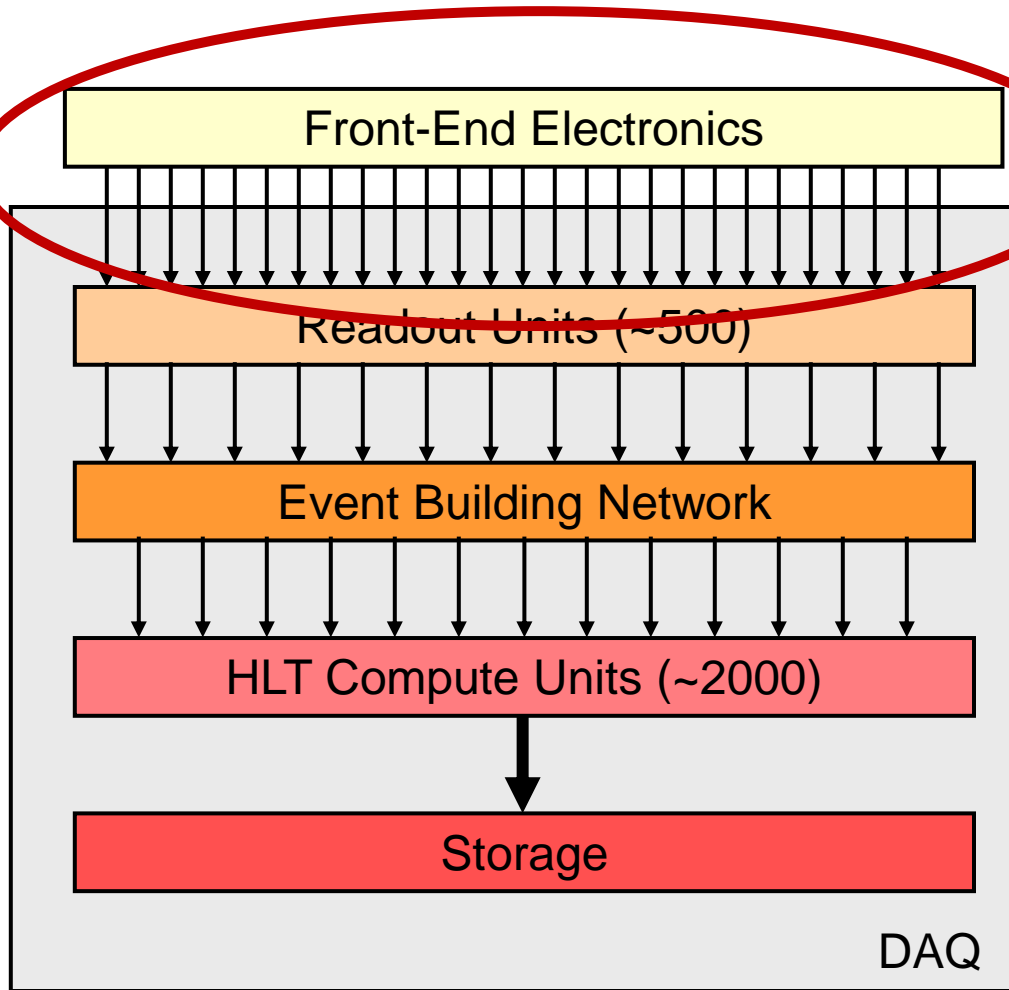 Front-End Electronics
Readout Units (~500)
Event Building Network
HLT Compute Units (~2000)
Storage
DAQ